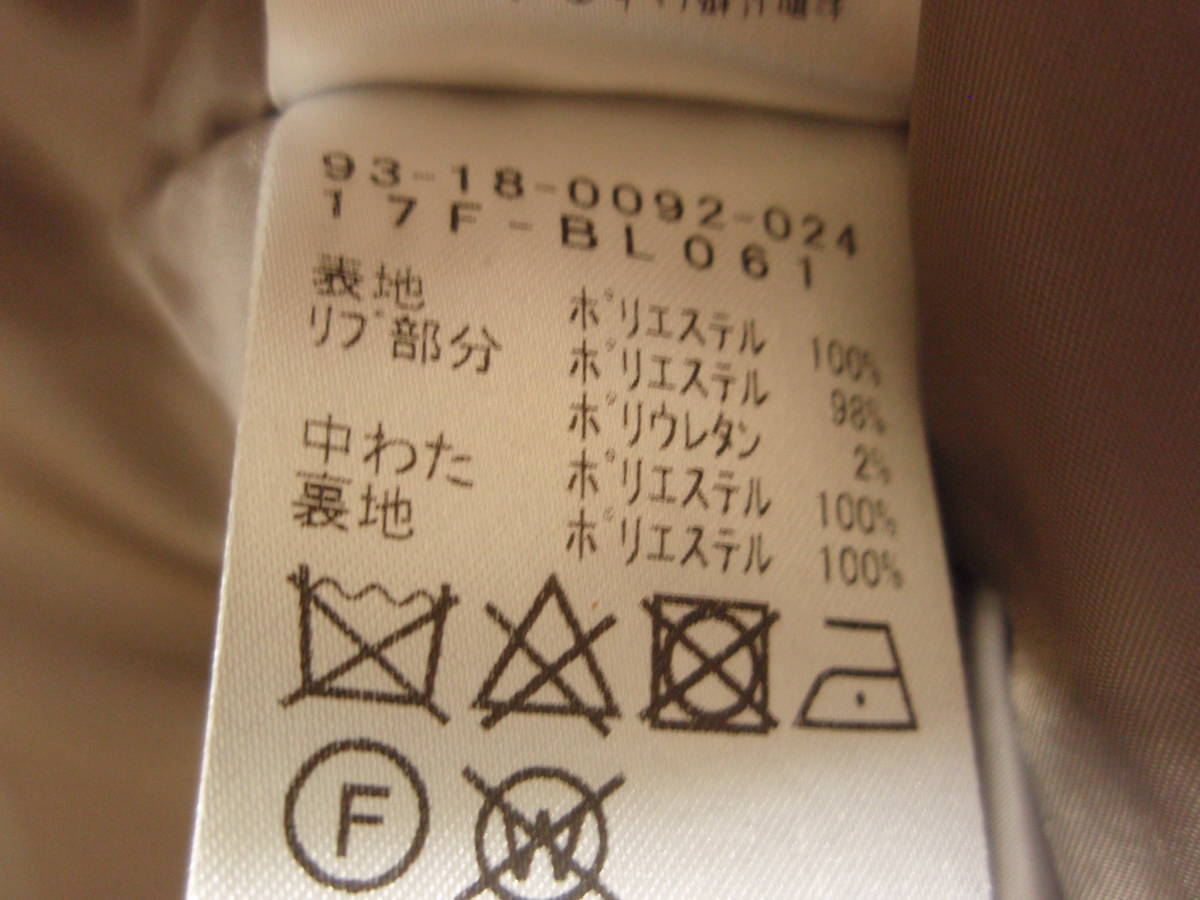 93-18-0092-024
17F-BL061
表地 ポリエステル 100%
リブ部分 ポリエステル 98%
ポリウレタン 2%
中わた ポリエステル 100%
裏地 ポリエステル 100%
F W